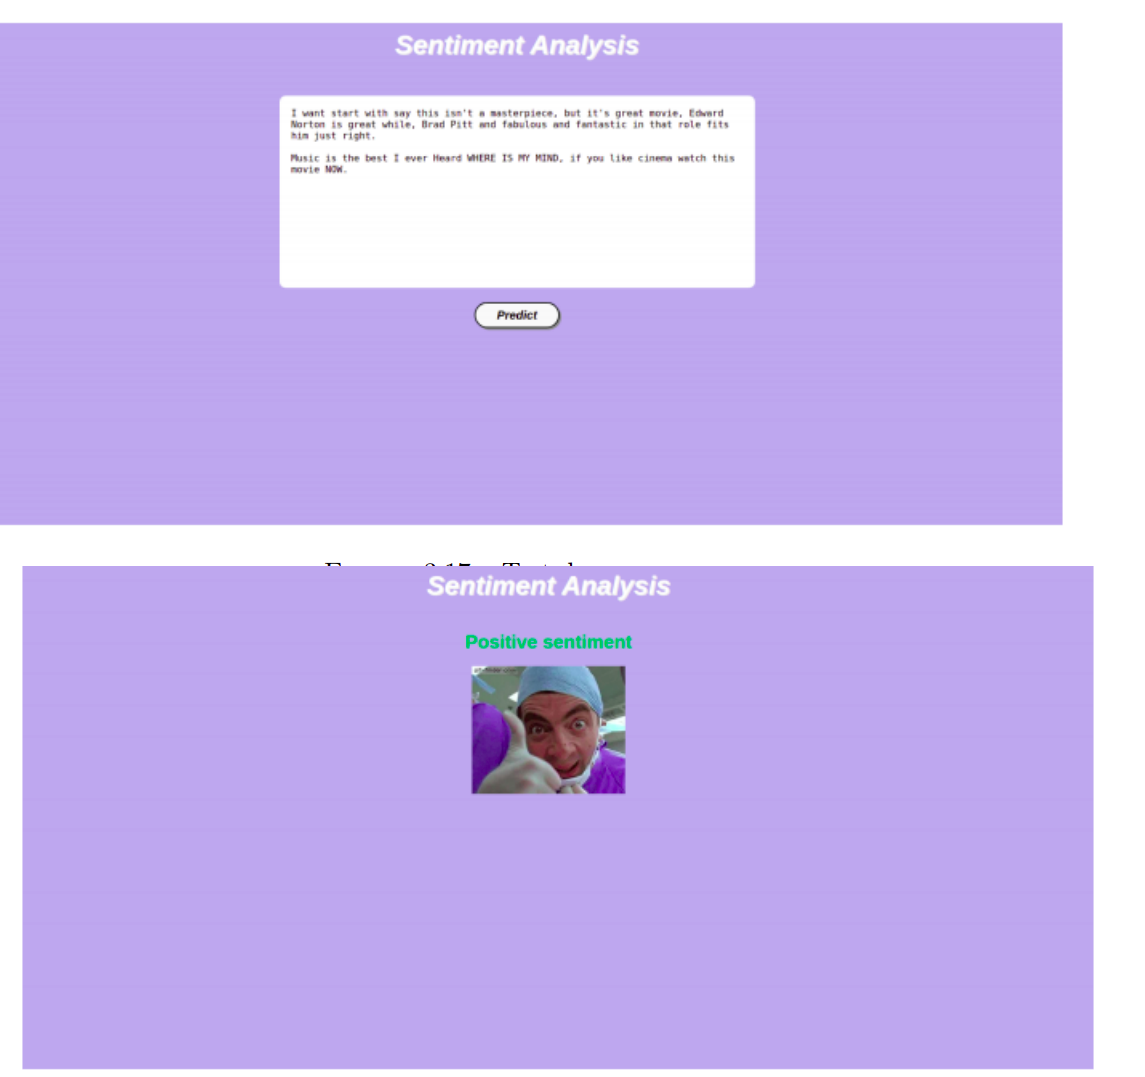 Sentiment Analysis
I want start with say this isn't a masterpiece, but it's great movie, Edward
Norton is great while, Brad Pitt and fabulous and fantastic in that role fits
him just right.
Music is the best I ever Heard WHERE IS MY MIND, if you like cinema watch this
movie NOW.
Predict
Sentiment Analysis
Positive sentiment